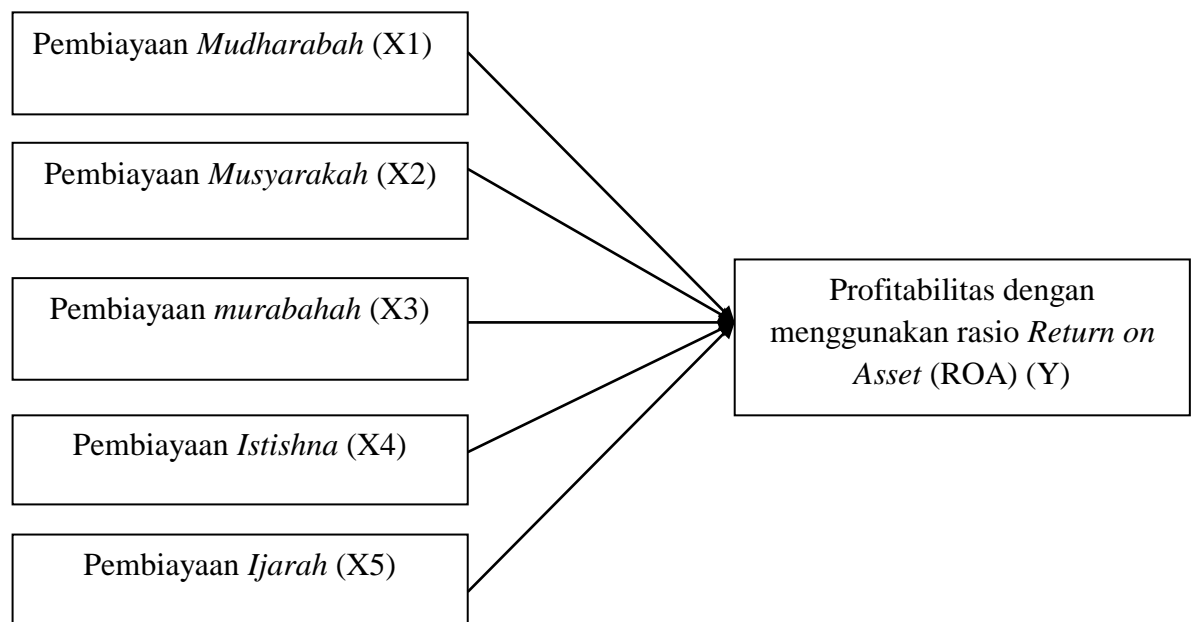 Pembiayaan Mudharabah (X1)
Pembiayaan Musyarakah (X2)
Pembiayaan murabahah (X3)
Pembiayaan Istishna (X4)
Pembiayaan Ijarah (X5)
Profitabilitas dengan
menggunakan rasio Return on
Asset (ROA) (Y)